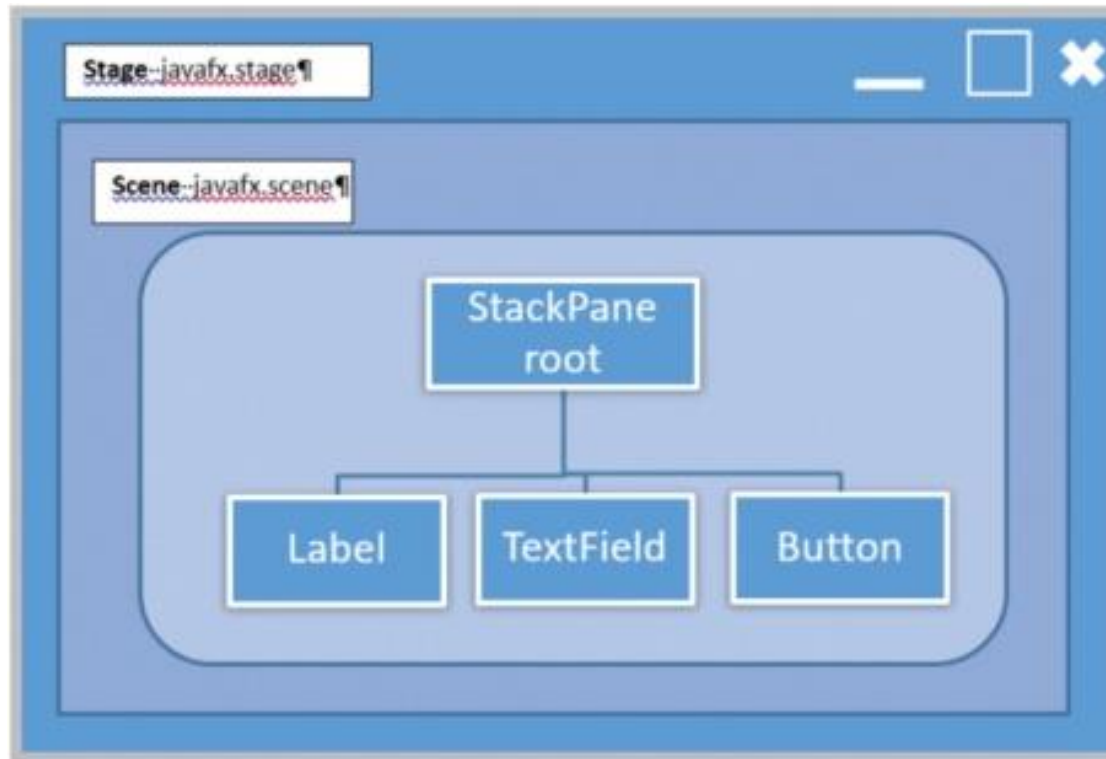 Stage--javafx.stage¶
Scene--javafx.scene¶
StackPane
root
Label
TextField
Button